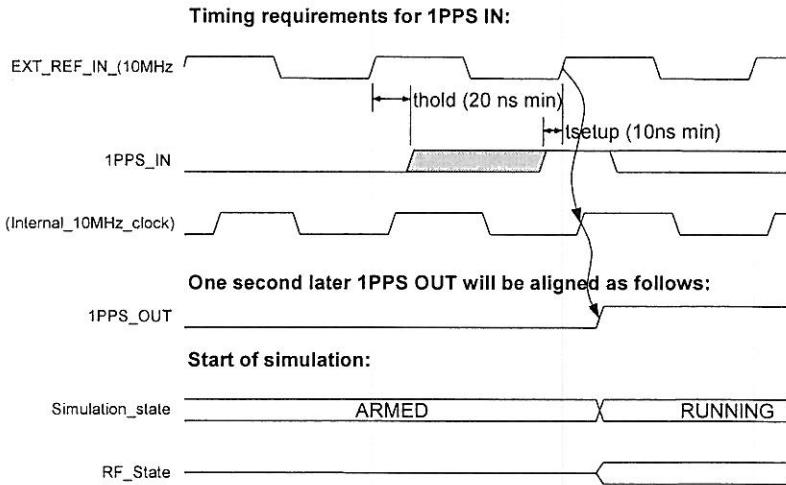 Timing requirements for 1PPS IN:
EXT_REF_IN_(10MHz
thold (20 ns min)
tsetup (10ns min)
1PPS_IN
(Internal_10MHz_clock)
One second later 1PPS OUT will be aligned as follows:
1PPS_OUT
Start of simulation:
Simulation_state
ARMED
RUNNING
RF_State